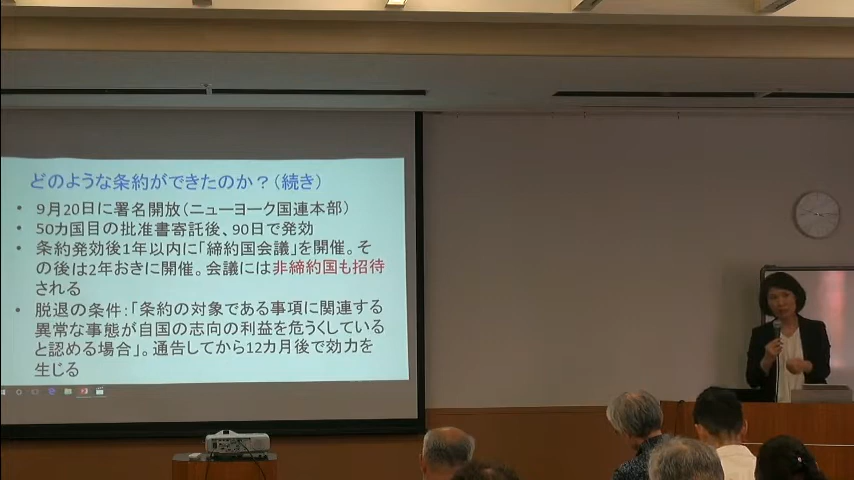 どのような条約ができたのか？（続き）
• 9月20日に署名開放（ニューヨーク国連本部）
• 50カ国目の批准書寄託後、90日で発効
• 条約発効後1年以内に「締約国会議」を開催。そ
の後は2年おきに開催。会議には非締約国も招待
される
• 脱退の条件：「条約の対象である事項に関連する
異常な事態が自国の志向の利益を危うくしている
と認める場合」。通告してから12カ月後で効力を
生じる